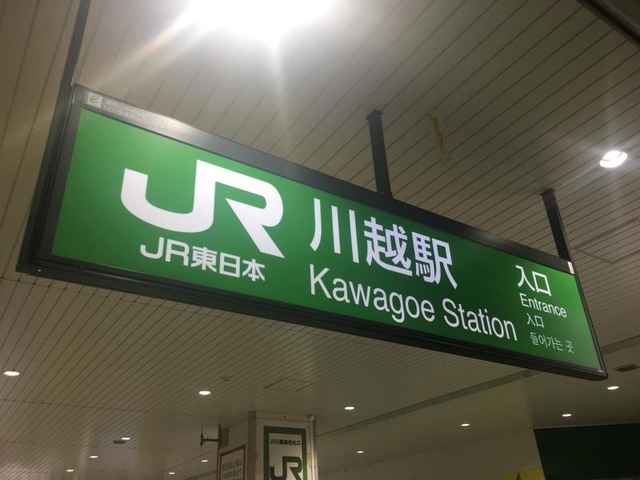 JR
JR東日本
川越駅
Kawagoe Station
入口
Entrance
入口
들어가는 곳
JR